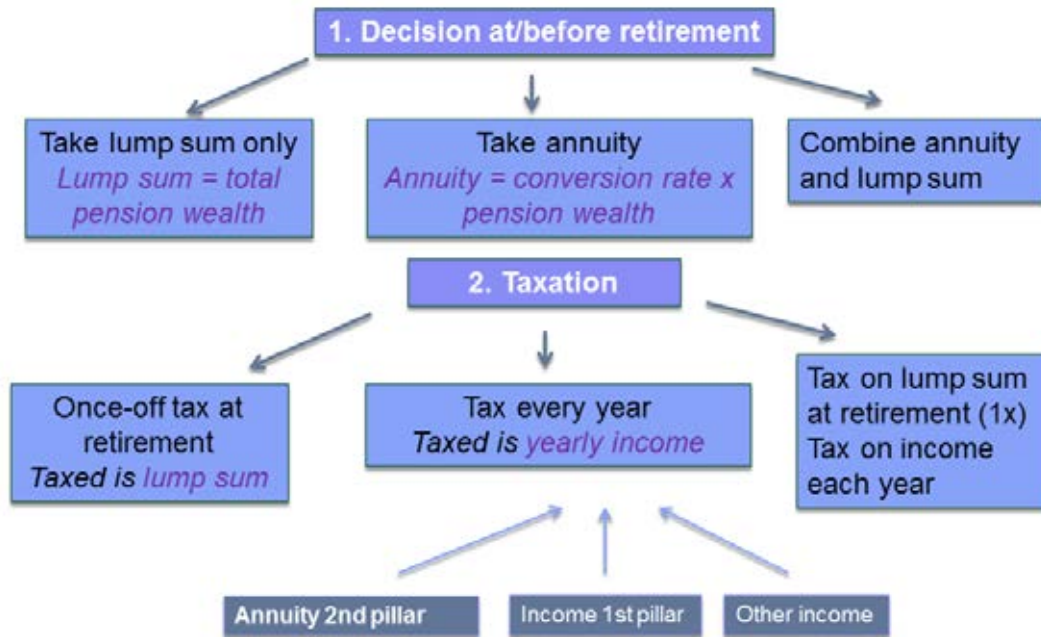 1. Decision at/before retirement
Take lump sum only
Lump sum = total
pension wealth
Take annuity
Annuity = conversion rate x
pension wealth
Combine annuity
and lump sum
2. Taxation
Once-off tax at
retirement
Taxed is lump sum
Tax every year
Taxed is yearly income
Tax on lump sum
at retirement (1x)
Tax on income
each year
Annuity 2nd pillar
Income 1st pillar
Other income